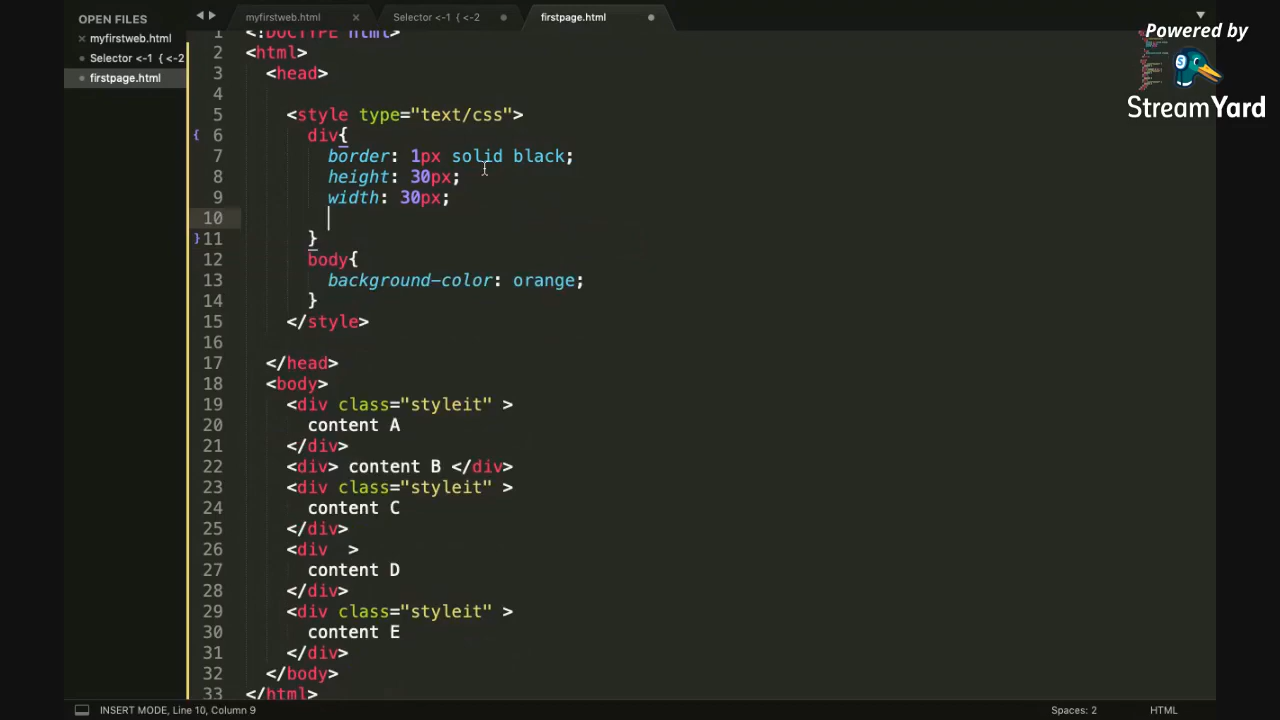 OPEN FILES
myfirstweb.html
Selector <-1 { <-2
firstpage.html
myfirstweb.html
Selector <-1 { <-2
firstpage.html
Powered by
StreamYard
1 <!DOCTYPE html>
2 <html>
3 <head>
4
5 <style type="text/css">
6 div{
7 border: 1px solid black;
8 height: 30px;
9 width: 30px;
10
11 }
12 body{
13 background-color: orange;
14 }
15 </style>
16
17 </head>
18 <body>
19 <div class="styleit" >
20 content A
21 </div>
22 <div> content B </div>
23 <div class="styleit" >
24 content C
25 </div>
26 <div  >
27 content D
28 </div>
29 <div class="styleit" >
30 content E
31 </div>
32 </body>
33 </html>
INSERT MODE, Line 10, Column 9
Spaces: 2
HTML